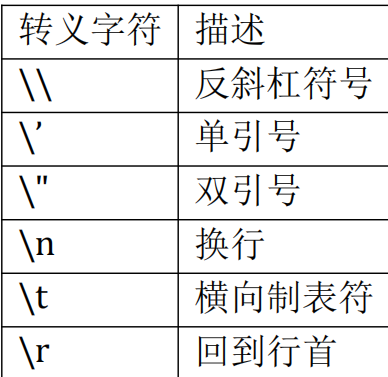 转义字符 描述
\\ 反斜杠符号
\’ 单引号
\" 双引号
\n 换行
\t 横向制表符
\r 回到行首